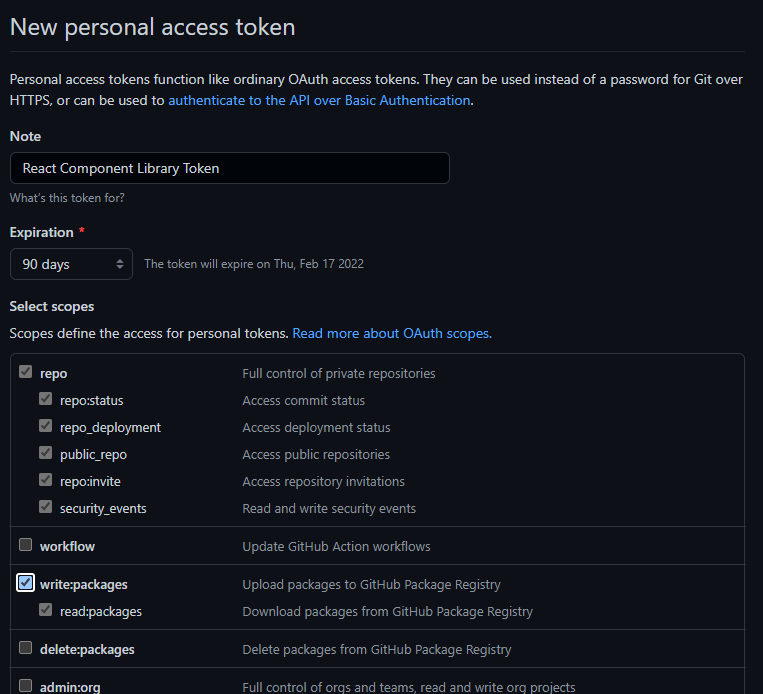 New personal access token
Personal access tokens function like ordinary OAuth access tokens. They can be used instead of a password for Git over
HTTPS, or can be used to authenticate to the API over Basic Authentication.
Note
React Component Library Token
What's this token for?
Expiration *
90 days The token will expire on Thu, Feb 17 2022
Select scopes
Scopes define the access for personal tokens. Read more about OAuth scopes.
repo Full control of private repositories
repo:status Access commit status
repo_deployment Access deployment status
public_repo Access public repositories
repo:invite Access repository invitations
security_events Read and write security events
workflow Update GitHub Action workflows
write:packages Upload packages to GitHub Package Registry
read:packages Download packages from GitHub Package Registry
delete:packages Delete packages from GitHub Package Registry
admin:org Full control of orgs and teams, read and write org projects